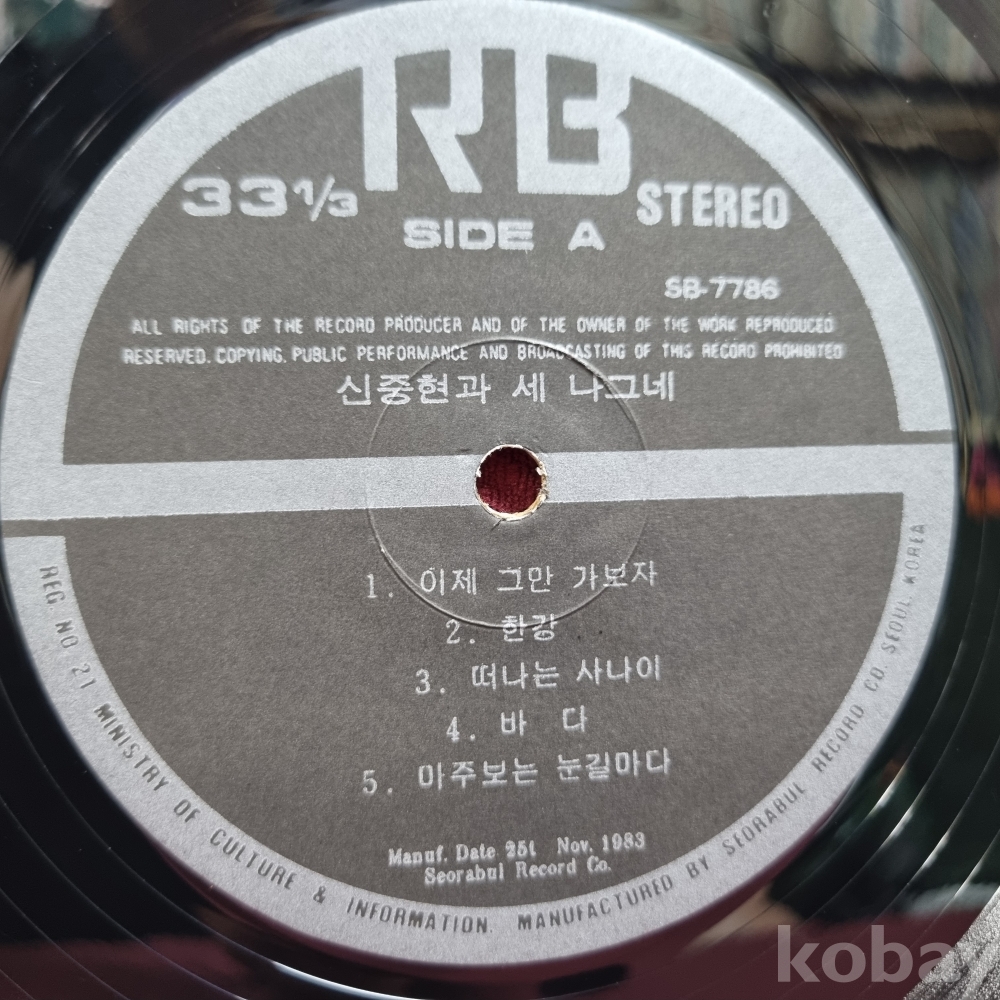 RB
33 1/3
STEREO
SIDE A
SB-7786
ALL RIGHTS OF THE RECORD PRODUCER AND OF THE OWNER OF THE WORK REPRODUCED
RESERVED. COPYING. PUBLIC PERFORMANCE AND BROADCASTING OF THIS RECORD PROHIBITED
신중현과 세 나그네
1. 이제 그만 가보자
2. 한강
3. 떠나는 사나이
4. 바 다
5. 마주보는 눈길마다
Manuf. Date 25t Nov. 1983
Seorabul Record Co.
REG. NO 21 MINISTRY OF CULTURE & INFORMATION. MANUFACTURED BY SEORABUL RECORD CO. SEOUL. KOREA
kobay